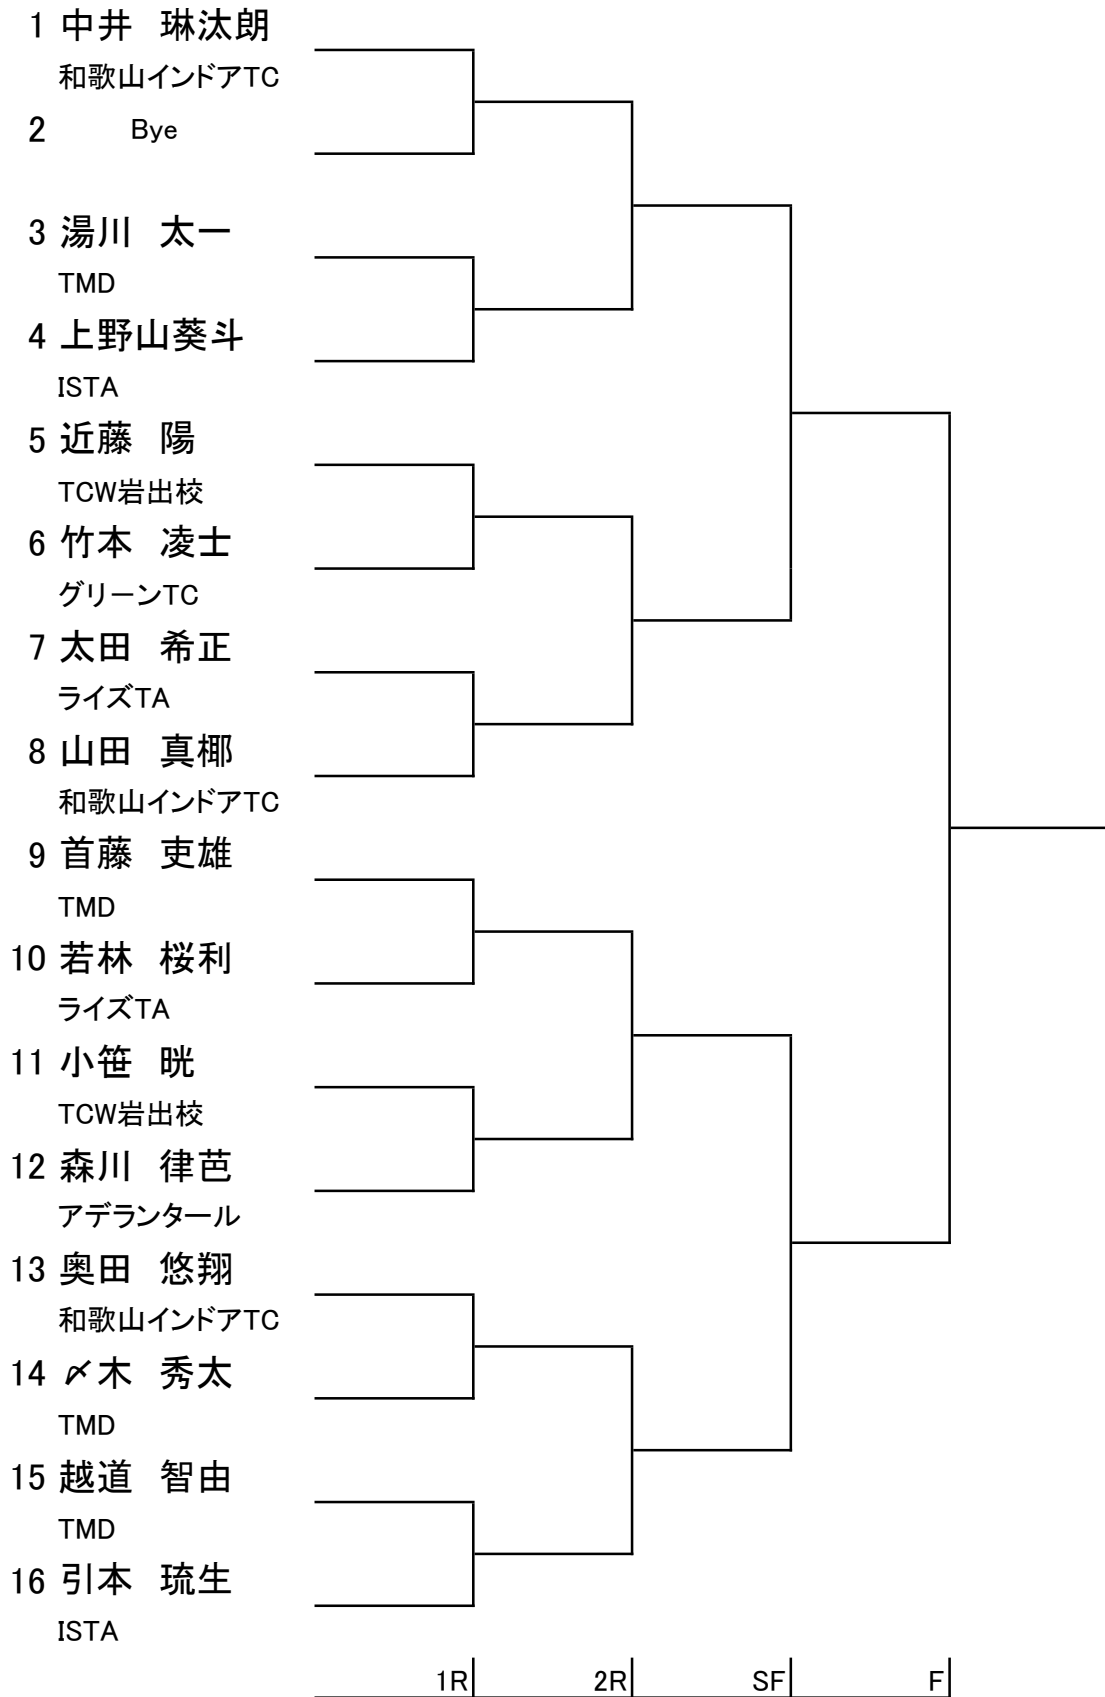 1 中井　琳汰朗
和歌山インドアTC
2 Bye
3 湯川　太一
TMD
4 上野山葵斗
ISTA
5 近藤　陽
TCW岩出校
6 竹本　凌士
グリーンTC
7 太田　希正
ライズTA
8 山田　真梛
和歌山インドアTC
9 首藤　吏雄
TMD
10 若林　桜利
ライズTA
11 小笹　晄
TCW岩出校
12 森川　律芭
アデランタール
13 奥田　悠翔
和歌山インドアTC
14 〆木　秀太
TMD
15 越道　智由
TMD
16 引本　琉生
ISTA
1R 2R SF F